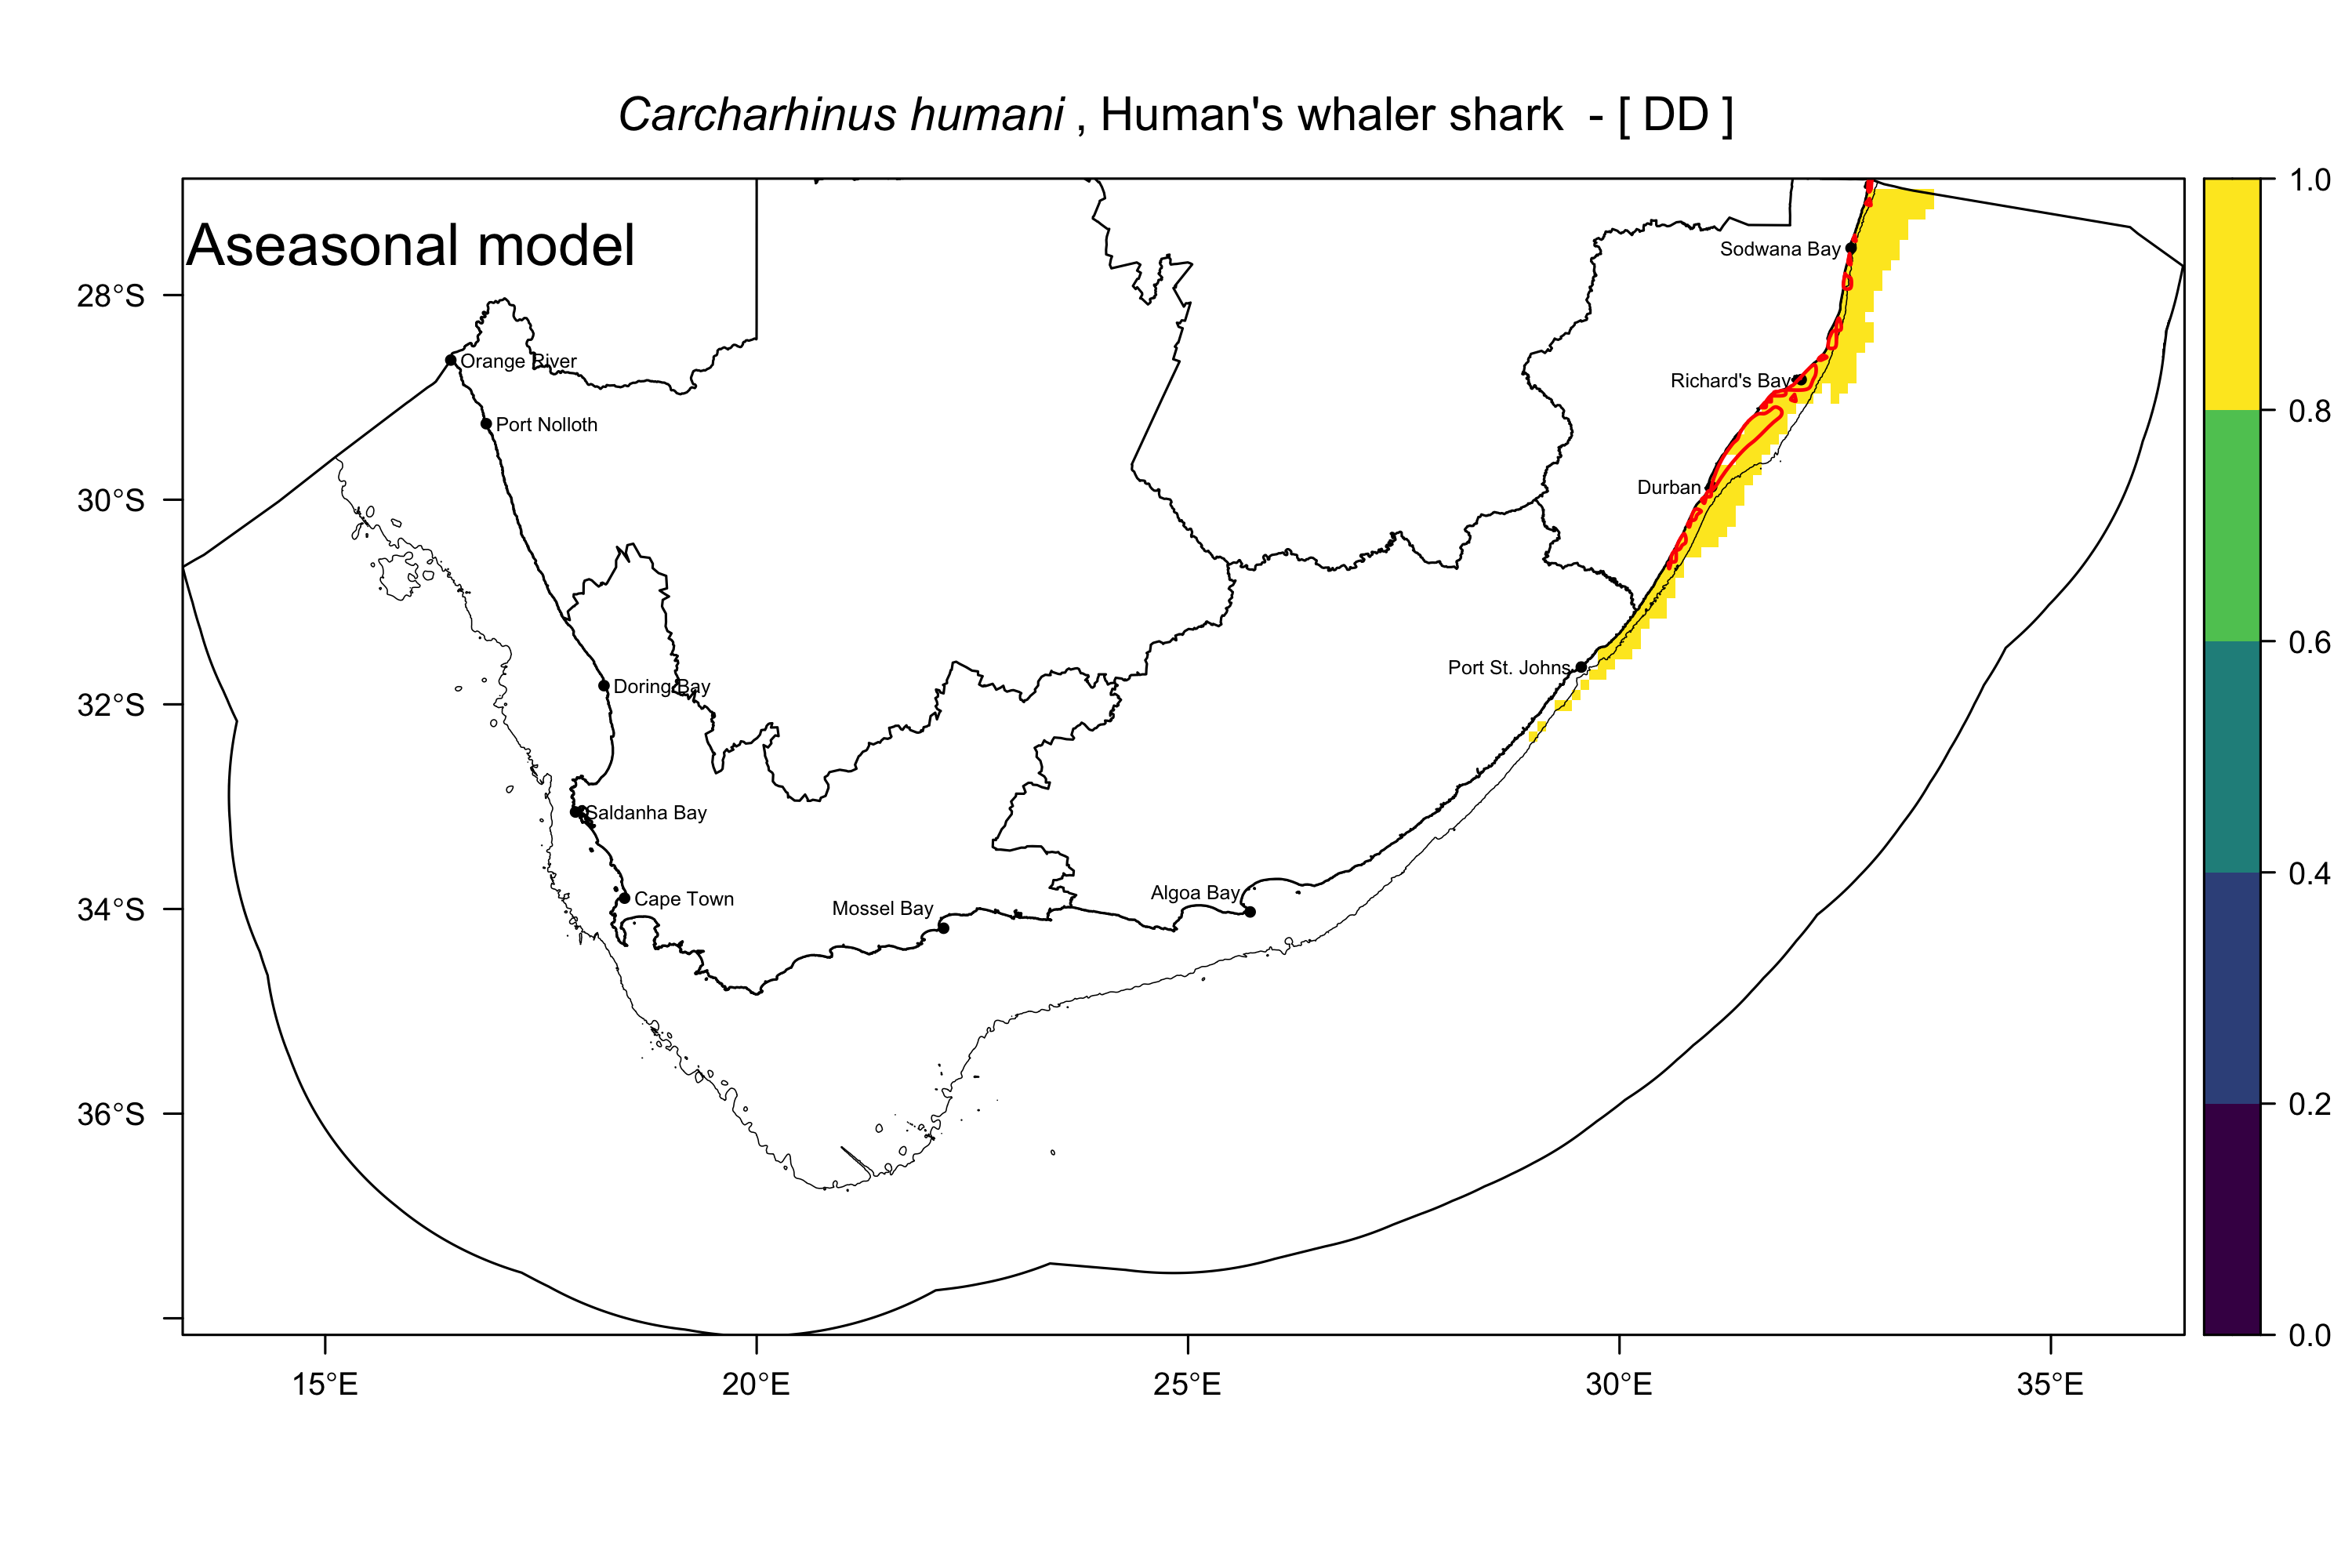 Carcharhinus humani , Human's whaler shark - [ DD ]
Aseasonal model
1.0
Sodwana Bay
28°S
Orange River
Richard's Bay
0.8
Port Nolloth
Durban
30°S
0.6
Port St. Johns
Doring Bay
32°S
Saldanha Bay
0.4
Algoa Bay
Cape Town
Mossel Bay
34°S
0.2
36°S
0.0
15°E
20°E
25°E
30°E
35°E